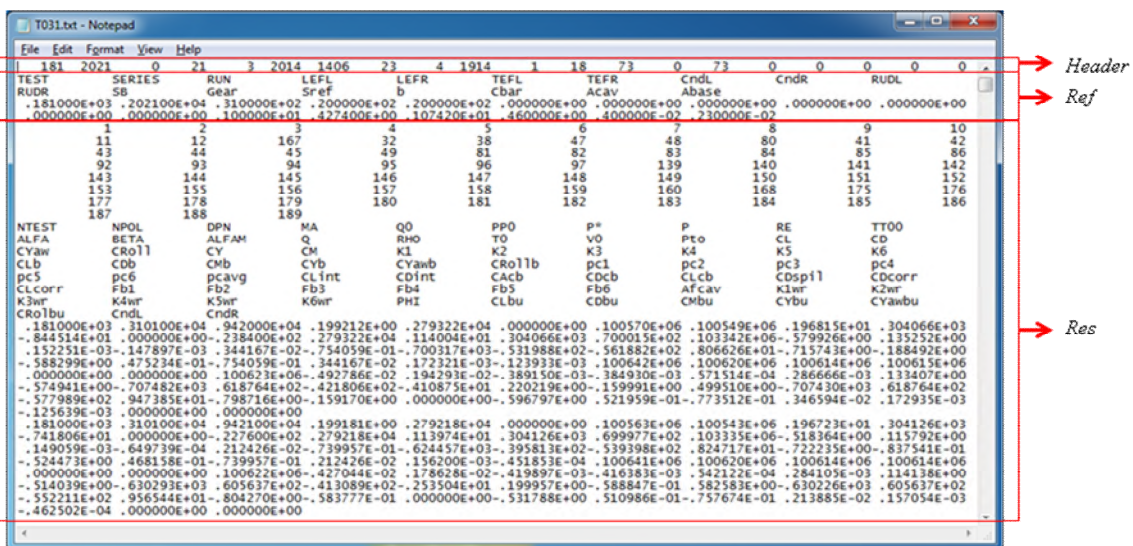 T031.txt - Notepad
File Edit Format View Help
181 2021 0 21 3 2014 1406 23 4 1914 1 18 73 0 73 0 0 0 0 0
Header
TEST SERIES RUN LEFL LEFR TEFL TEFR CndL CndR RUDL
RUDR SB Gear Sref b Cbar Acav Abase
Ref
.181000E+03 .202100E+04 .310000E+02 .200000E+02 .200000E+02 .000000E+00 .000000E+00 .000000E+00 .000000E+00 .000000E+00
.000000E+00 .000000E+00 .100000E+01 .427400E+00 .107420E+01 .460000E+00 .400000E-02 .230000E-02
1 2 3 4 5 6 7 8 9 10
11 12 167 32 38 47 48 80 41 42
43 44 45 49 81 82 83 84 85 86
92 93 94 95 96 97 139 140 141 142
143 144 145 146 147 148 149 150 151 152
153 155 156 157 158 159 160 168 175 176
177 178 179 180 181 182 183 184 185 186
187 188 189
NTEST NPOL DPN MA Q0 PP0 P* P RE TT00
ALFA BETA ALFAM Q RHO T0 V0 Pto CL CD
CYaw CRoll CY CM K1 K2 K3 K4 K5 K6
CLb CDb CMb CYb CYawb CRollb pc1 pc2 pc3 pc4
pc5 pc6 pcavg CLint CDint CAcb CDcb CLcb CDspil CDcorr
CLcorr Fb1 Fb2 Fb3 Fb4 Fb5 Fb6 Afcav K1wr K2wr
K3wr K4wr K5wr K6wr PHI CLbu CDbu CMbu CYbu CYawbu
CRolbu CndL CndR
.181000E+03 .310100E+04 .942000E+04 .199212E+00 .279322E+04 .000000E+00 .100570E+06 .100549E+06 .196815E+01 .304066E+03
Res
-.844514E+01 .000000E+00-.238400E+02 .279322E+04 .114004E+01 .304066E+03 .700015E+02 .103342E+06-.579926E+00 .135252E+00
.152251E-03-.147897E-03 .344167E-02-.754059E-01-.700317E+03-.531988E+02-.561882E+02 .806626E+01-.715743E+00-.188492E+00
-.588299E+00 .475234E-01-.754059E-01 .344167E-02 .172321E-03-.123933E-03 .100642E+06 .100620E+06 .100614E+06 .100615E+06
.000000E+00 .000000E+00 .100623E+06-.492786E-02 .194293E-02-.389150E-03-.384930E-03 .571514E-04 .286666E-03 .133407E+00
-.574941E+00-.707482E+03 .618764E+02-.421806E+02-.410875E+01 .220219E+00-.159991E+00 .499510E+00-.707430E+03 .618764E+02
-.577989E+02 .947385E+01-.798716E+00-.159170E+00 .000000E+00-.596797E+00 .521959E-01-.773512E-01 .346594E-02 .172935E-03
-.125639E-03 .000000E+00 .000000E+00
.181000E+03 .310100E+04 .942100E+04 .199181E+00 .279218E+04 .000000E+00 .100563E+06 .100543E+06 .196723E+01 .304126E+03
-.741806E+01 .000000E+00-.227600E+02 .279218E+04 .113974E+01 .304126E+03 .699977E+02 .103335E+06-.518364E+00 .115792E+00
.149059E-03-.649739E-04 .212426E-02-.739957E-01-.624457E+03-.395813E+02-.539398E+02 .824717E+01-.722235E+00-.837541E-01
-.524473E+00 .468158E-01-.739957E-01 .212426E-02 .156200E-03-.451853E-04 .100641E+06 .100620E+06 .100614E+06 .100614E+06
.000000E+00 .000000E+00 .100622E+06-.427044E-02 .178628E-02-.419897E-03-.416383E-03 .542122E-04 .284105E-03 .114138E+00
-.514039E+00-.630293E+03 .605637E+02-.413089E+02-.253504E+01 .199957E+00-.588847E-01 .582583E+00-.630226E+03 .605637E+02
-.552211E+02 .956544E+01-.804270E+00-.583777E-01 .000000E+00-.531788E+00 .510986E-01-.757674E-01 .213885E-02 .157054E-03
-.462502E-04 .000000E+00 .000000E+00